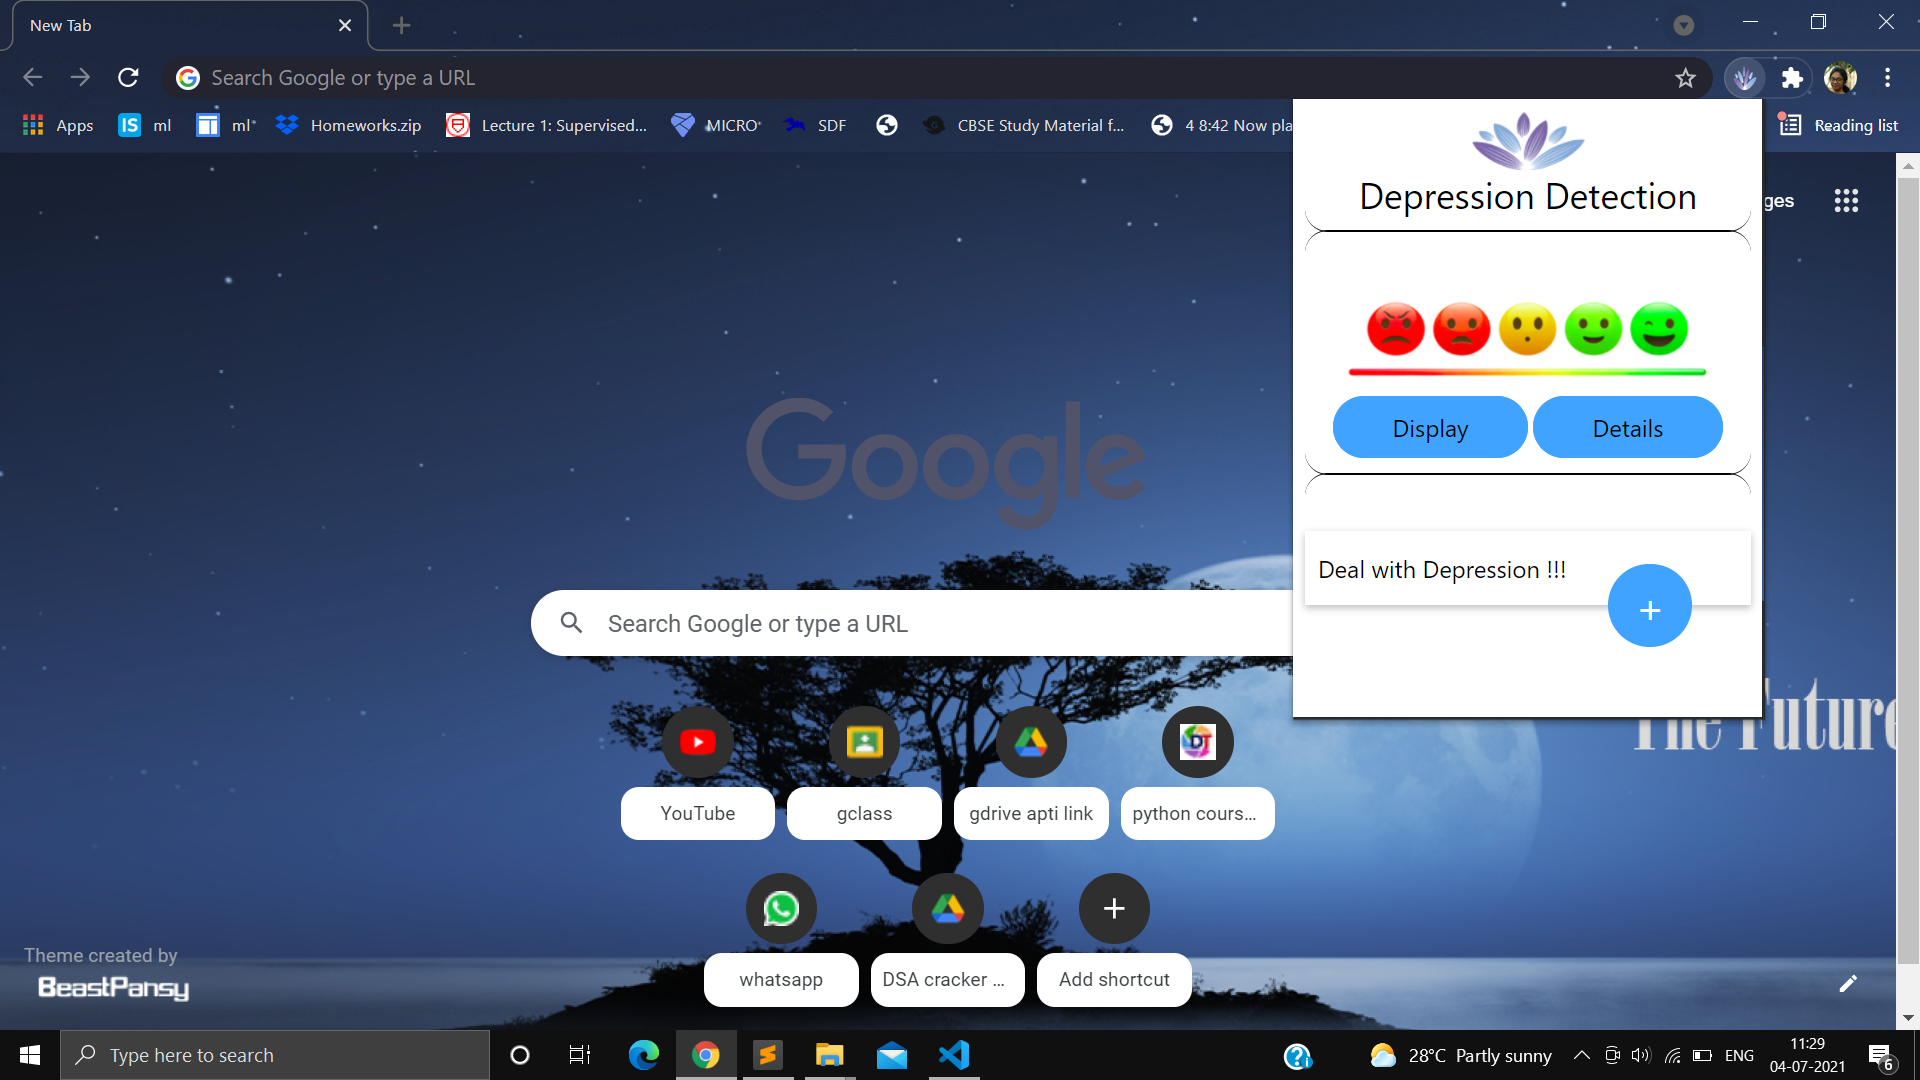 New Tab
Search Google or type a URL
Apps
IS ml
ml*
Homeworks.zip
Lecture 1: Supervised...
MICRO*
SDF
CBSE Study Material f...
4 8:42 Now pla
Reading list
Depression Detection
ges
Display
Details
Deal with Depression !!!
Google
Search Google or type a URL
The Future
YouTube
gclass
DT
gdrive apti link
python cours...
whatsapp
DSA cracker ...
Add shortcut
Theme created by
BeastPansy
Type here to search
28°C Partly sunny
ENG
11:29
04-07-2021
6